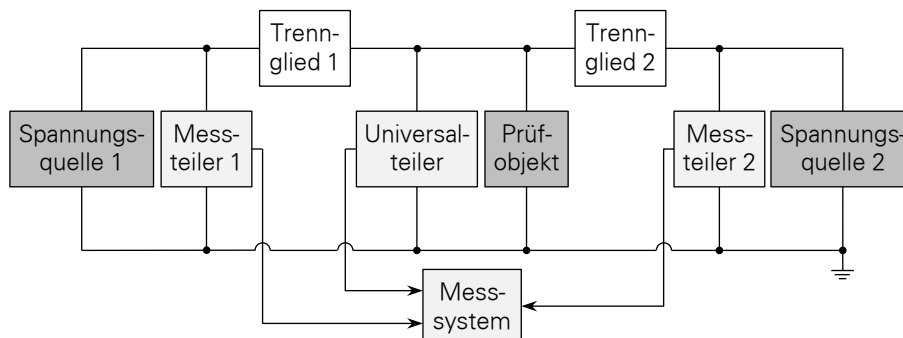 Trenn-
glied 1
Trenn-
glied 2
Spannungs-
quelle 1
Mess-
teiler 1
Universal-
teiler
Prüf-
objekt
Mess-
teiler 2
Spannungs-
quelle 2
Mess-
system